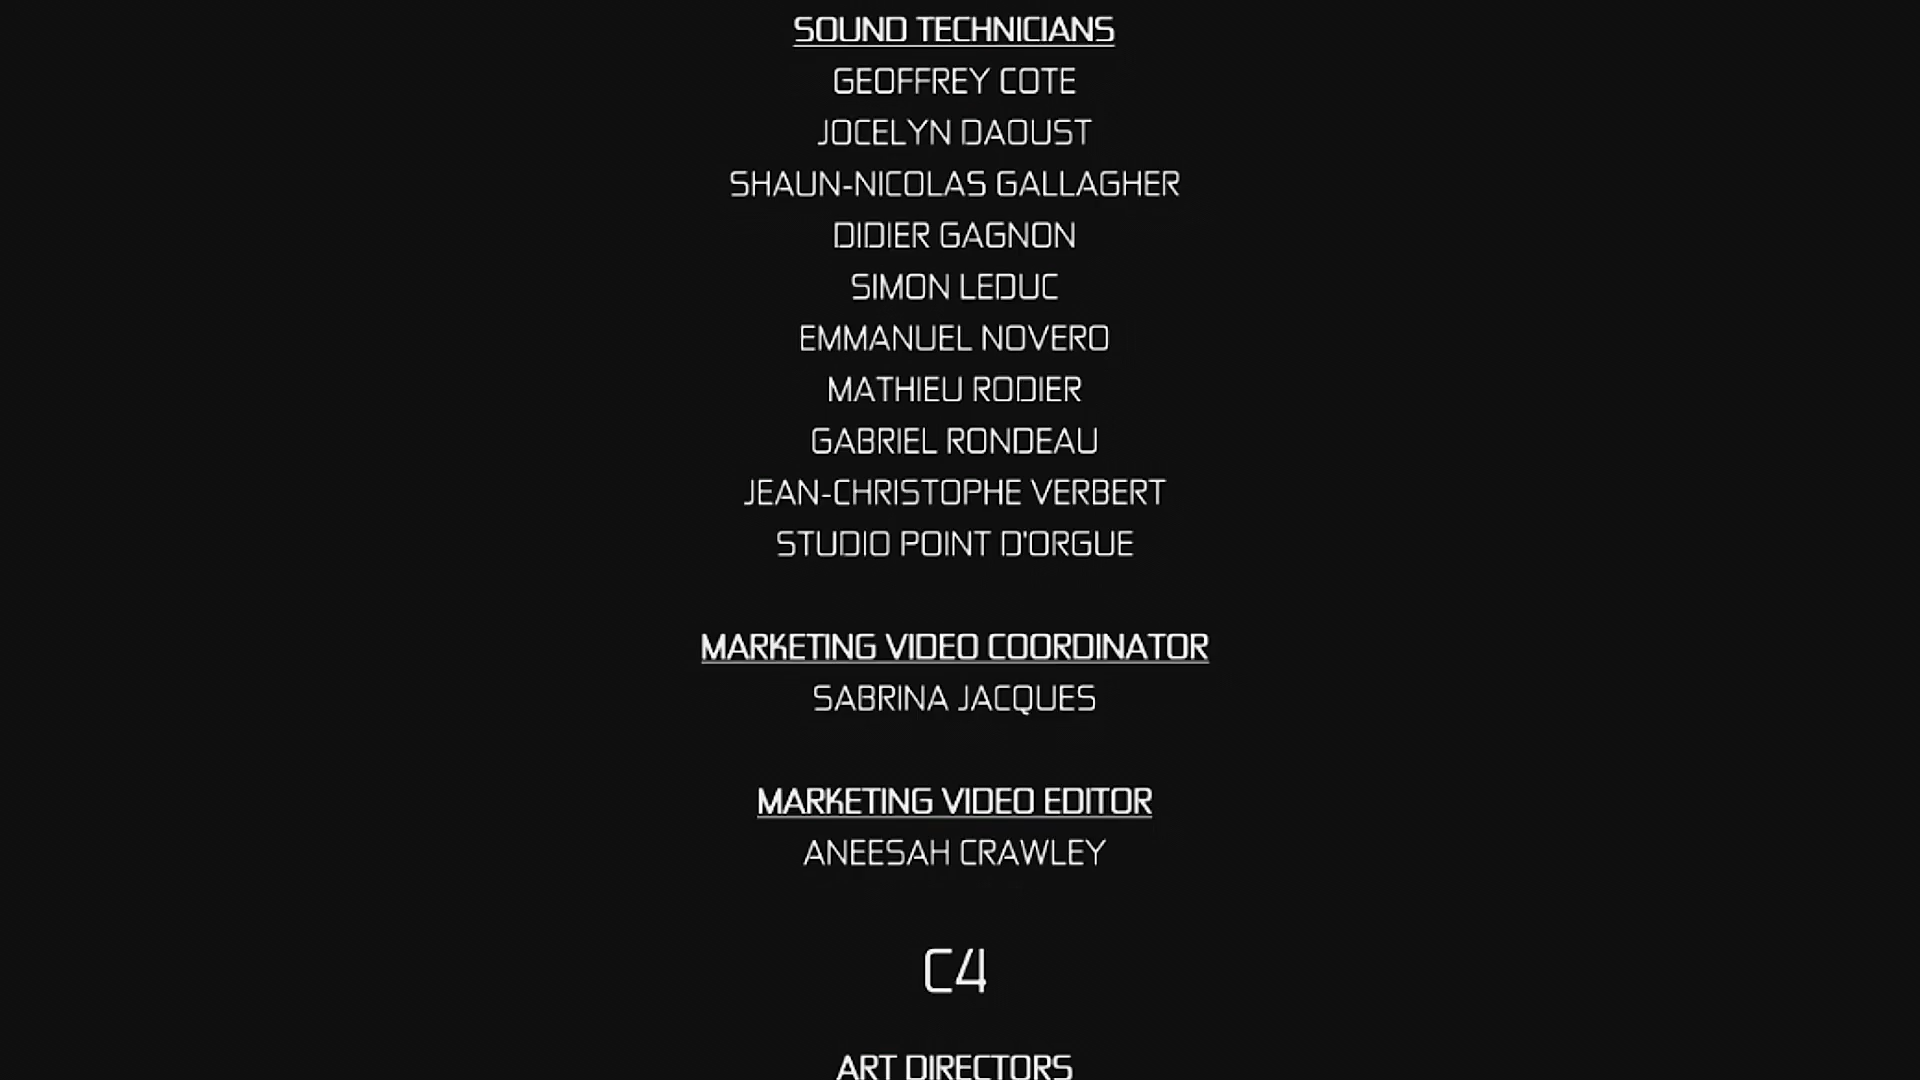 SOUND TECHNICIANS
GEOFFREY COTE
JOCELYN DAOUST
SHAUN-NICOLAS GALLAGHER
DIDIER GAGNON
SIMON LEDUC
EMMANUEL NOVERO
MATHIEU RODIER
GABRIEL RONDEAU
JEAN-CHRISTOPHE VERBERT
STUDIO POINT D'ORGUE
MARKETING VIDEO COORDINATOR
SABRINA JACQUES
MARKETING VIDEO EDITOR
ANEESAH CRAWLEY
C4
ART DIRECTORS